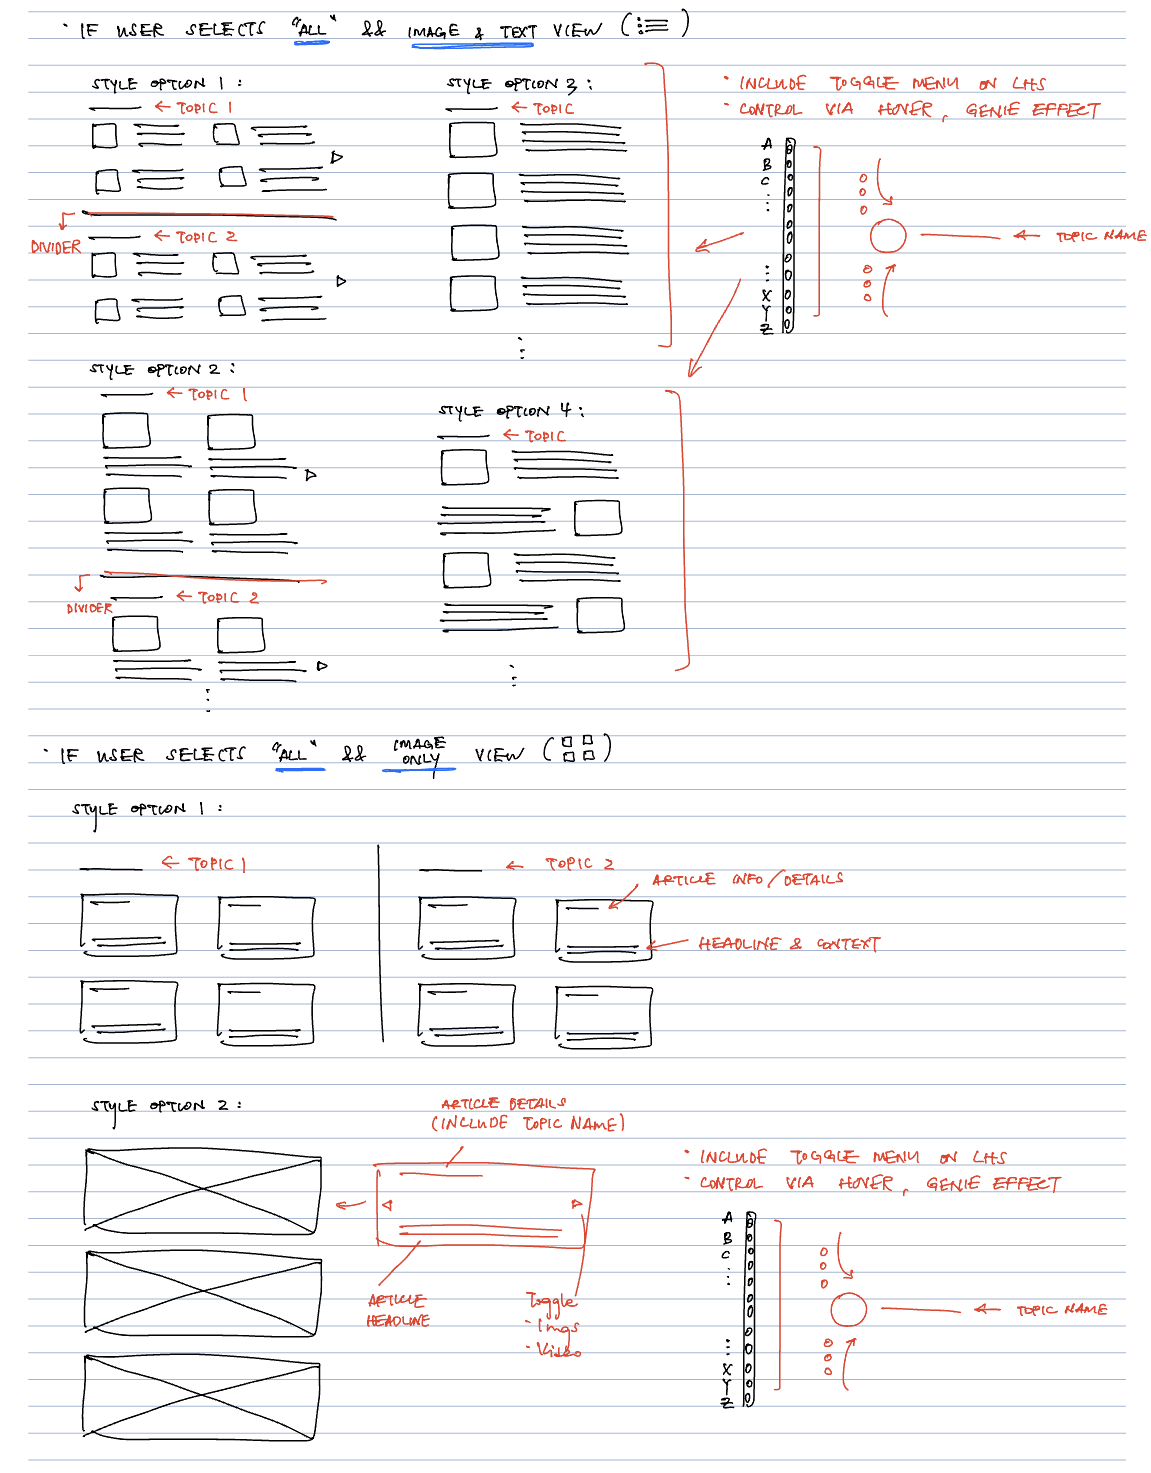 · IF USER SELECTS "ALL" && IMAGE & TEXT VIEW ( )
STYLE OPTION 1 :
← TOPIC 1
DIVIDER
← TOPIC 2
STYLE OPTION 3 :
← TOPIC
· INCLUDE TOGGLE MENU ON LHS
· CONTROL VIA HOVER, GENIE EFFECT
A
B
C
:
:
X
Y
Z
← TOPIC NAME
STYLE OPTION 2 :
← TOPIC 1
DIVIDER
← TOPIC 2
STYLE OPTION 4 :
← TOPIC
· IF USER SELECTS "ALL" && IMAGE ONLY VIEW ( )
STYLE OPTION 1 :
← TOPIC 1
← TOPIC 2
ARTICLE INFO/DETAILS
HEADLINE & CONTEXT
STYLE OPTION 2 :
ARTICLE DETAILS
(INCLUDE TOPIC NAME)
ARTICLE
HEADLINE
Toggle
- Imgs
- Video
· INCLUDE TOGGLE MENU ON LHS
- CONTROL VIA HOVER, GENIE EFFECT
A
B
C
:
:
X
Y
Z
← TOPIC NAME